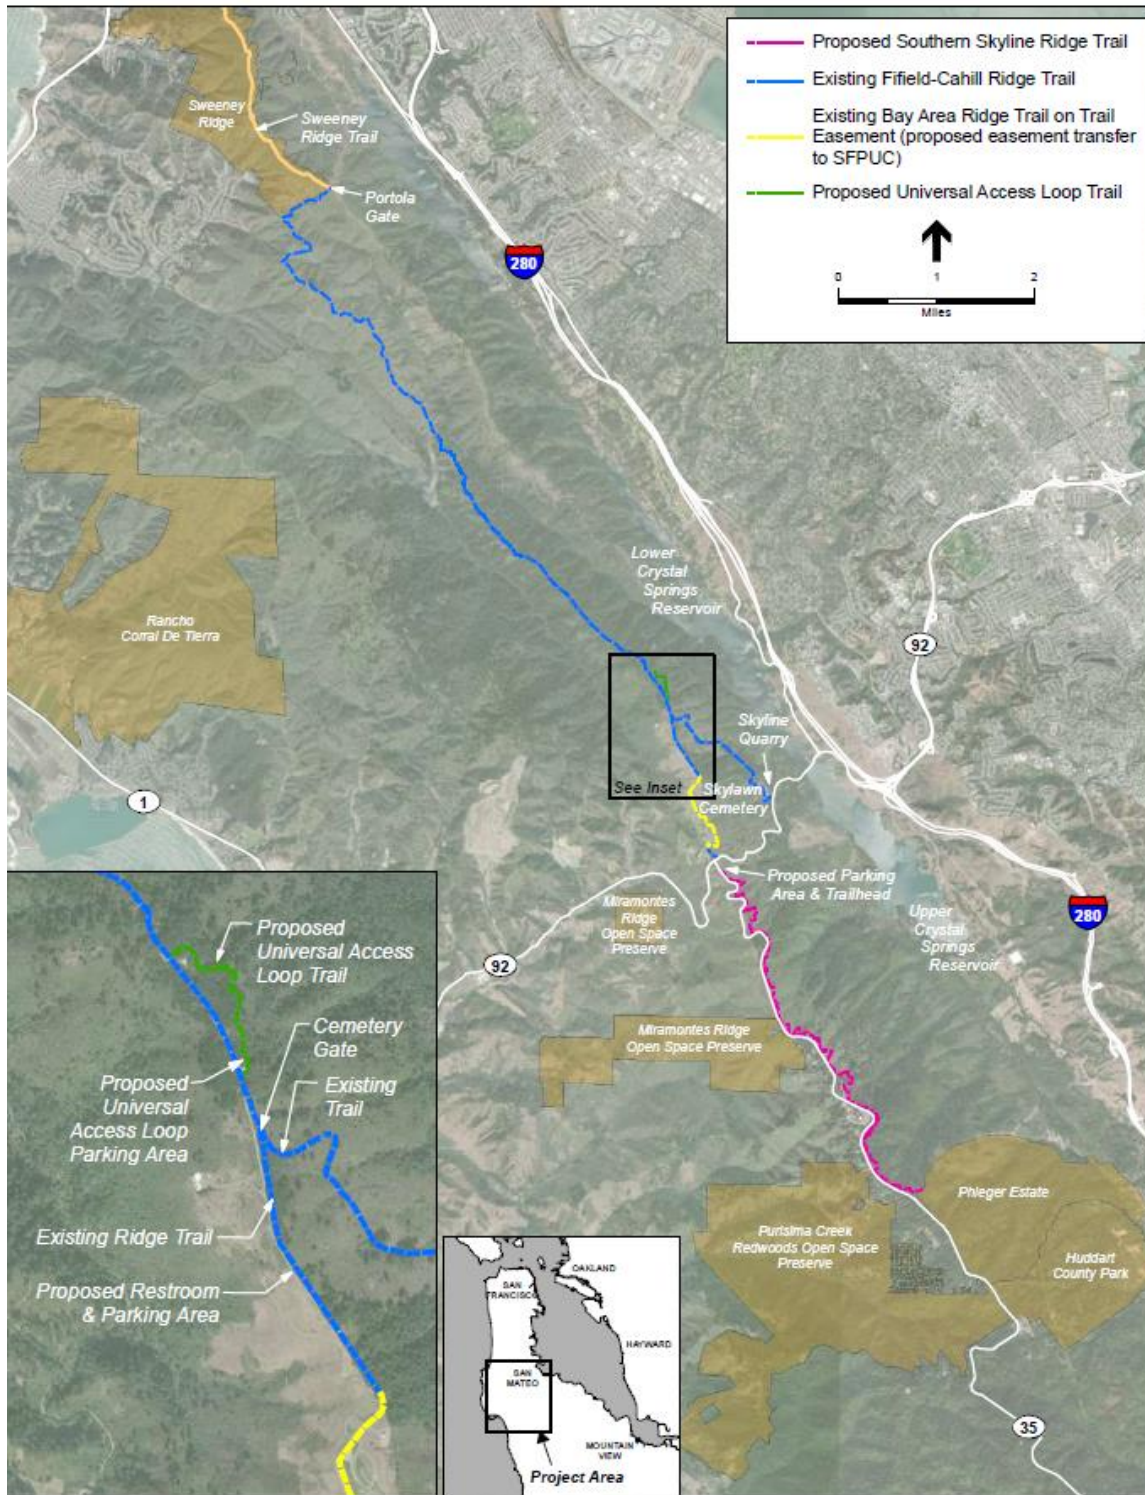 Proposed Southern Skyline Ridge Trail
Existing Fifield-Cahill Ridge Trail
Existing Bay Area Ridge Trail on Trail
Easement (proposed easement transfer
to SFPUC)
Proposed Universal Access Loop Trail
0 1 2
Miles
Sweeney
Ridge
Sweeney
Ridge Trail
Portola
Gate
280
Rancho
Corral De Tierra
Lower
Crystal
Springs
Reservoir
92
1
Skyline
Quarry
See Inset
Skylawn
Cemetery
Proposed Parking
Area & Trailhead
Miramontes
Ridge
Open Space
Preserve
Upper
Crystal
Springs
Reservoir
280
92
Miramontes Ridge
Open Space Preserve
Phleger Estate
Purisima Creek
Redwoods Open Space
Preserve
Huddart
County Park
35
Proposed
Universal Access
Loop Trail
Cemetery
Gate
Existing
Trail
Proposed
Universal
Access Loop
Parking Area
Existing Ridge Trail
Proposed Restroom
& Parking Area
SAN
FRANCISCO
OAKLAND
HAYWARD
SAN
MATEO
MOUNTAIN
VIEW
Project Area